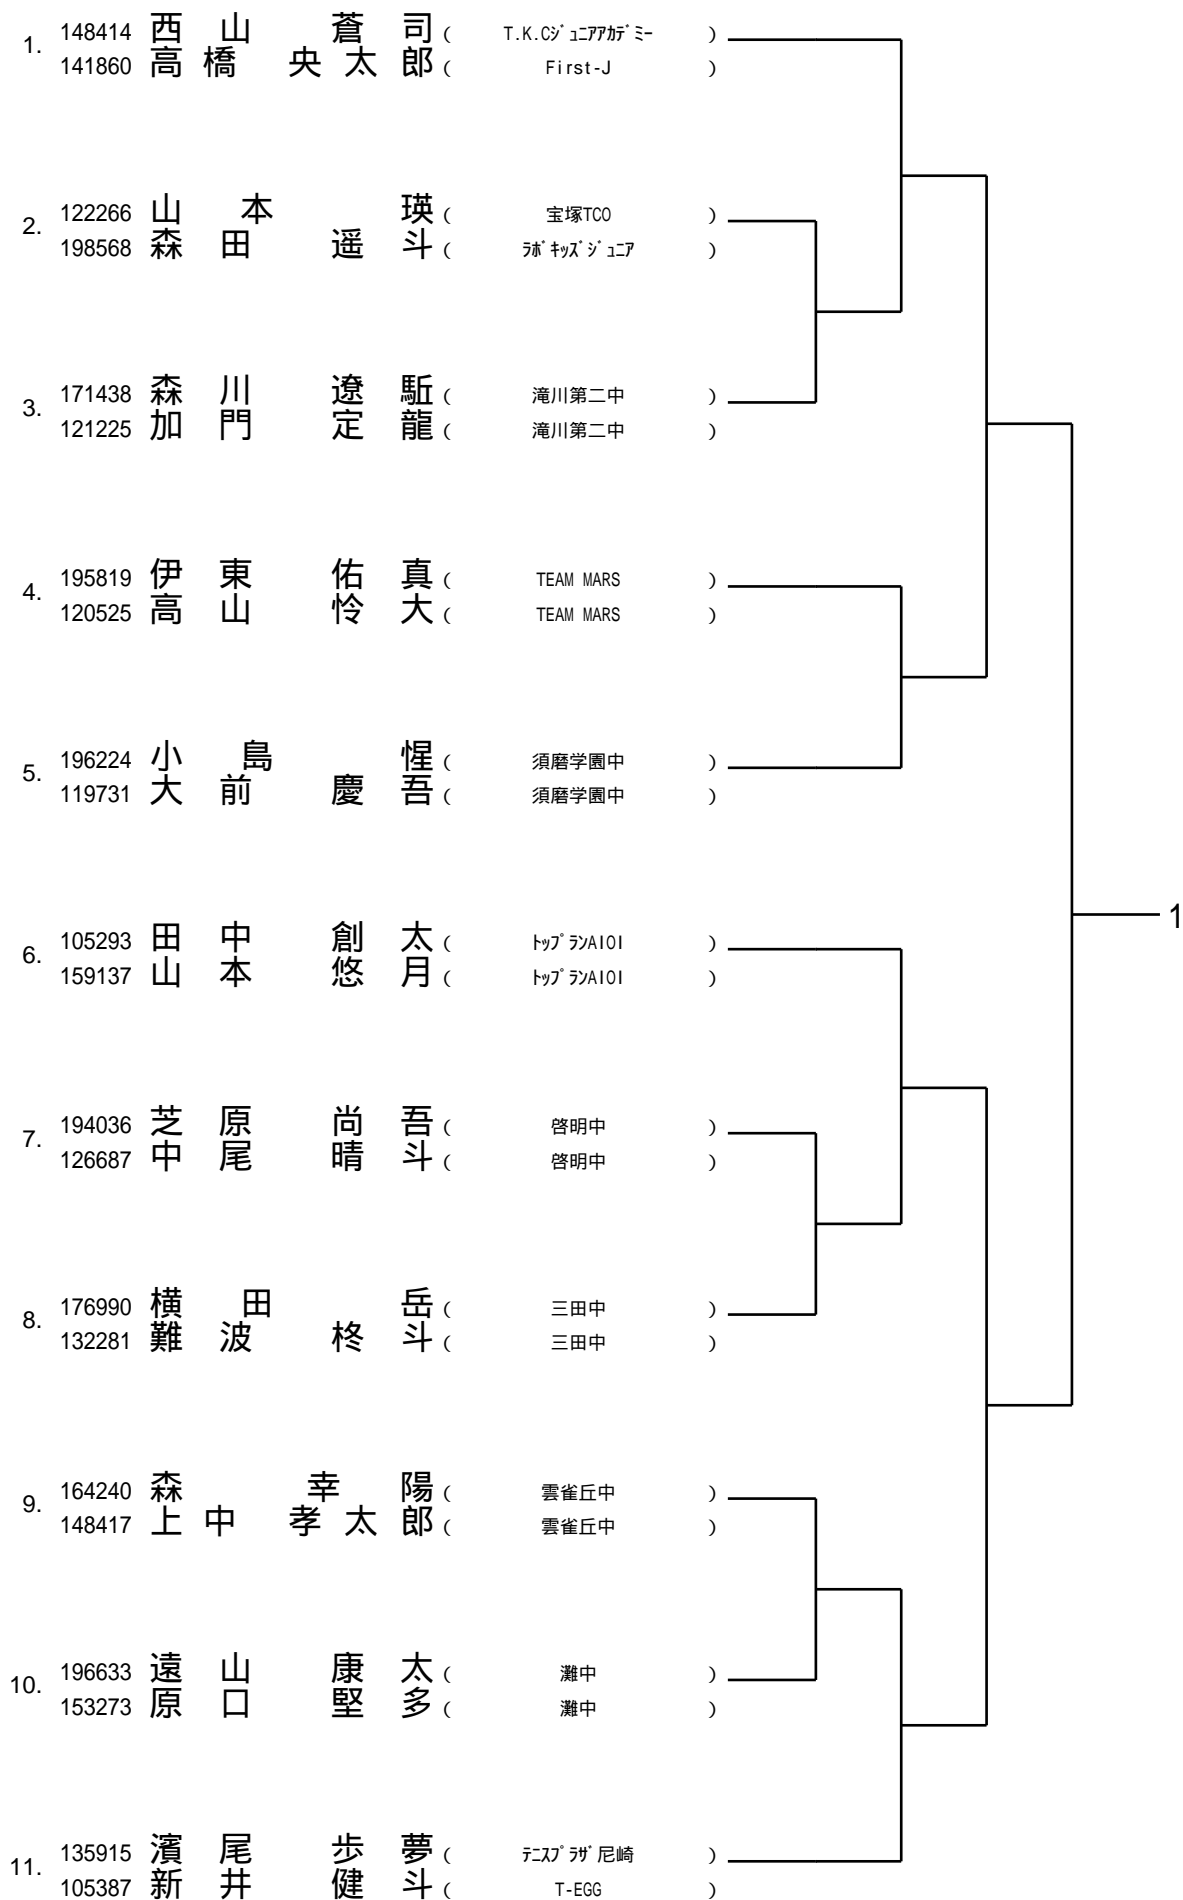 1. 148414 西山 蒼司 ( T.K.Cｼﾞｭﾆｱｱｶﾃﾞﾐｰ )
141860 高橋 央太郎 ( First-J )
2. 122266 山本 瑛 ( 宝塚TCO )
198568 森田 遥斗 ( ﾗﾎﾞｷｯｽﾞｼﾞｭﾆｱ )
3. 171438 森川 遼駈 ( 滝川第二中 )
121225 加門 定龍 ( 滝川第二中 )
4. 195819 伊東 佑真 ( TEAM MARS )
120525 高山 怜大 ( TEAM MARS )
5. 196224 小島 惺 ( 須磨学園中 )
119731 大前 慶吾 ( 須磨学園中 )
1
6. 105293 田中 創太 ( ﾄｯﾌﾟﾗﾝAIOI )
159137 山本 悠月 ( ﾄｯﾌﾟﾗﾝAIOI )
7. 194036 芝原 尚吾 ( 啓明中 )
126687 中尾 晴斗 ( 啓明中 )
8. 176990 横田 岳 ( 三田中 )
132281 難波 柊斗 ( 三田中 )
9. 164240 森 幸陽 ( 雲雀丘中 )
148417 上中 孝太郎 ( 雲雀丘中 )
10. 196633 遠山 康太 ( 灘中 )
153273 原口 堅多 ( 灘中 )
11. 135915 濱尾 歩夢 ( ﾃﾆｽﾌﾟﾗｻﾞ尼崎 )
105387 新井 健斗 ( T-EGG )